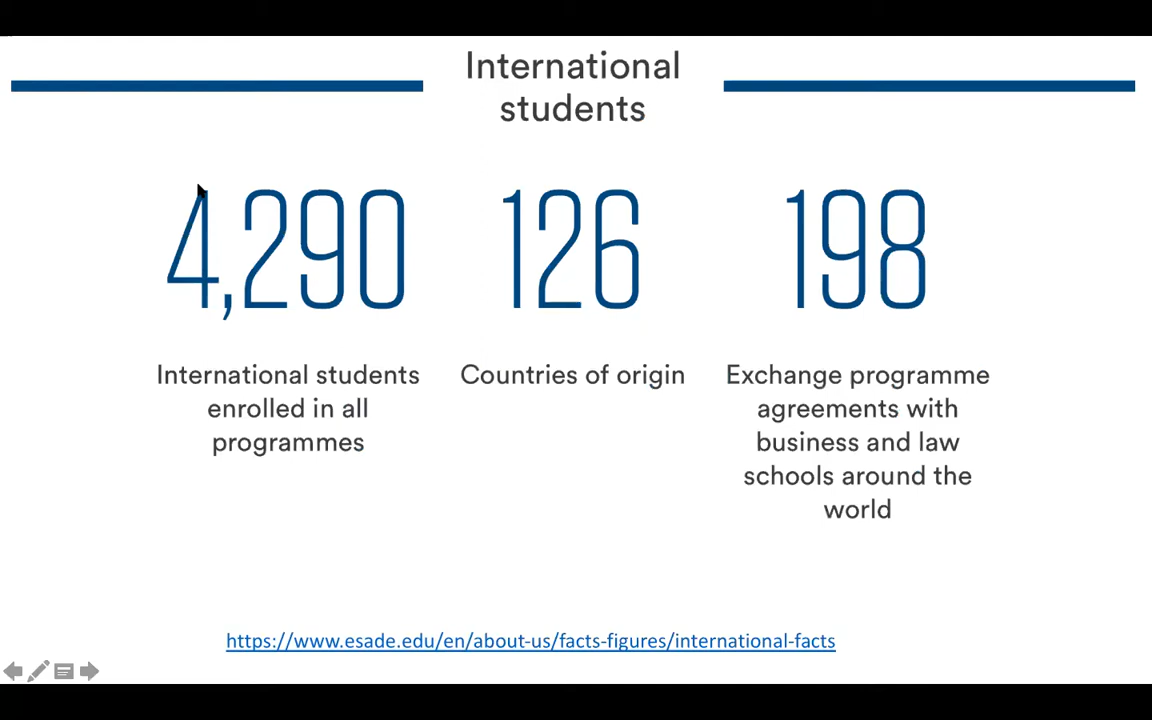 International
students
4,290
126
198
International students
enrolled in all
programmes
Countries of origin
Exchange programme
agreements with
business and law
schools around the
world
https://www.esade.edu/en/about-us/facts-figures/international-facts